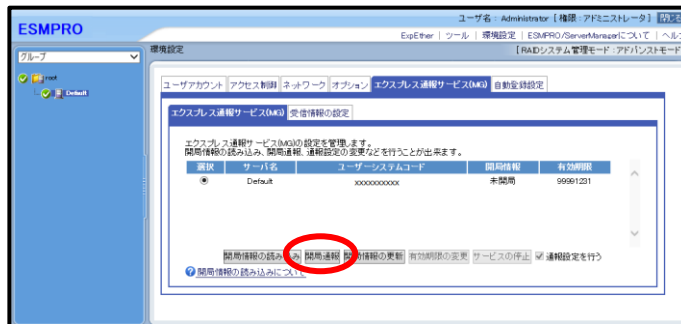 ユーザ名 : Administrator [ 権限 : アドミニストレータ ]
ESMPRO
ExpEther | ツール | 環境設定 | ESMPRO/ServerManagerについて | ヘル
グループ
環境設定
[ RAIDシステム管理モード : アドバンストモード
root
Default
ユーザアカウント アクセス制御 ネットワーク オプション エクスプレス通報サービス(MG) 自動登録設定
エクスプレス通報サービス(MG) 受信情報の設定
エクスプレス通報サービス(MG)の設定を管理します。
開局情報の読み込み、開局通報、通報設定の変更などを行うことが出来ます。
選択 サーバ名 ユーザーシステムコード 開局情報 有効期限
Default xxxxxxxxxx 未開局 99991231
開局情報の読み込み 開局通報 開局情報の更新 有効期限の変更 サービスの停止 通報設定を行う
開局情報の読み込みについて